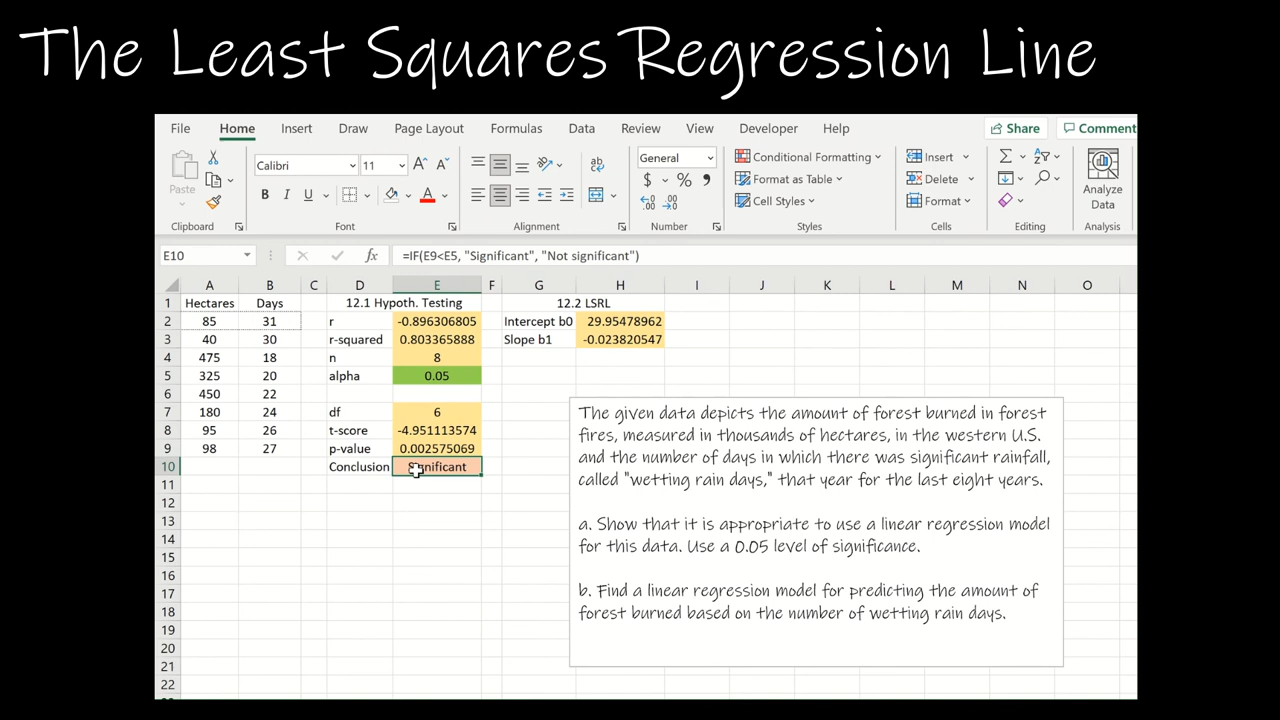 The Least Squares Regression Line
File Home Insert Draw Page Layout Formulas Data Review View Developer Help Share Comment
Calibri 11 A A General Conditional Formatting Insert
Paste B I U A $ % Format as Table Delete Analyze
Cell Styles Format Data
Clipboard Font Alignment Number Styles Cells Editing Analysis
E10 fx =IF(E9<E5, "Significant", "Not significant")
A B C D E F G H I J K L M N O
1 Hectares Days 12.1 Hypoth. Testing 12.2 LSRL
2 85 31 r -0.896306805 Intercept b0 29.95478962
3 40 30 r-squared 0.803365888 Slope b1 -0.023820547
4 475 18 n 8
5 325 20 alpha 0.05
6 450 22
7 180 24 df 6
8 95 26 t-score -4.951113574
9 98 27 p-value 0.002575069
10 Conclusion
11
12
13
14
15
16
17
18
19
20
21
22
The given data depicts the amount of forest burned in forest
fires, measured in thousands of hectares, in the western U.S.
and the number of days in which there was significant rainfall,
called "wetting rain days," that year for the last eight years.
a. Show that it is appropriate to use a linear regression model
for this data. Use a 0.05 level of significance.
b. Find a linear regression model for predicting the amount of
forest burned based on the number of wetting rain days.